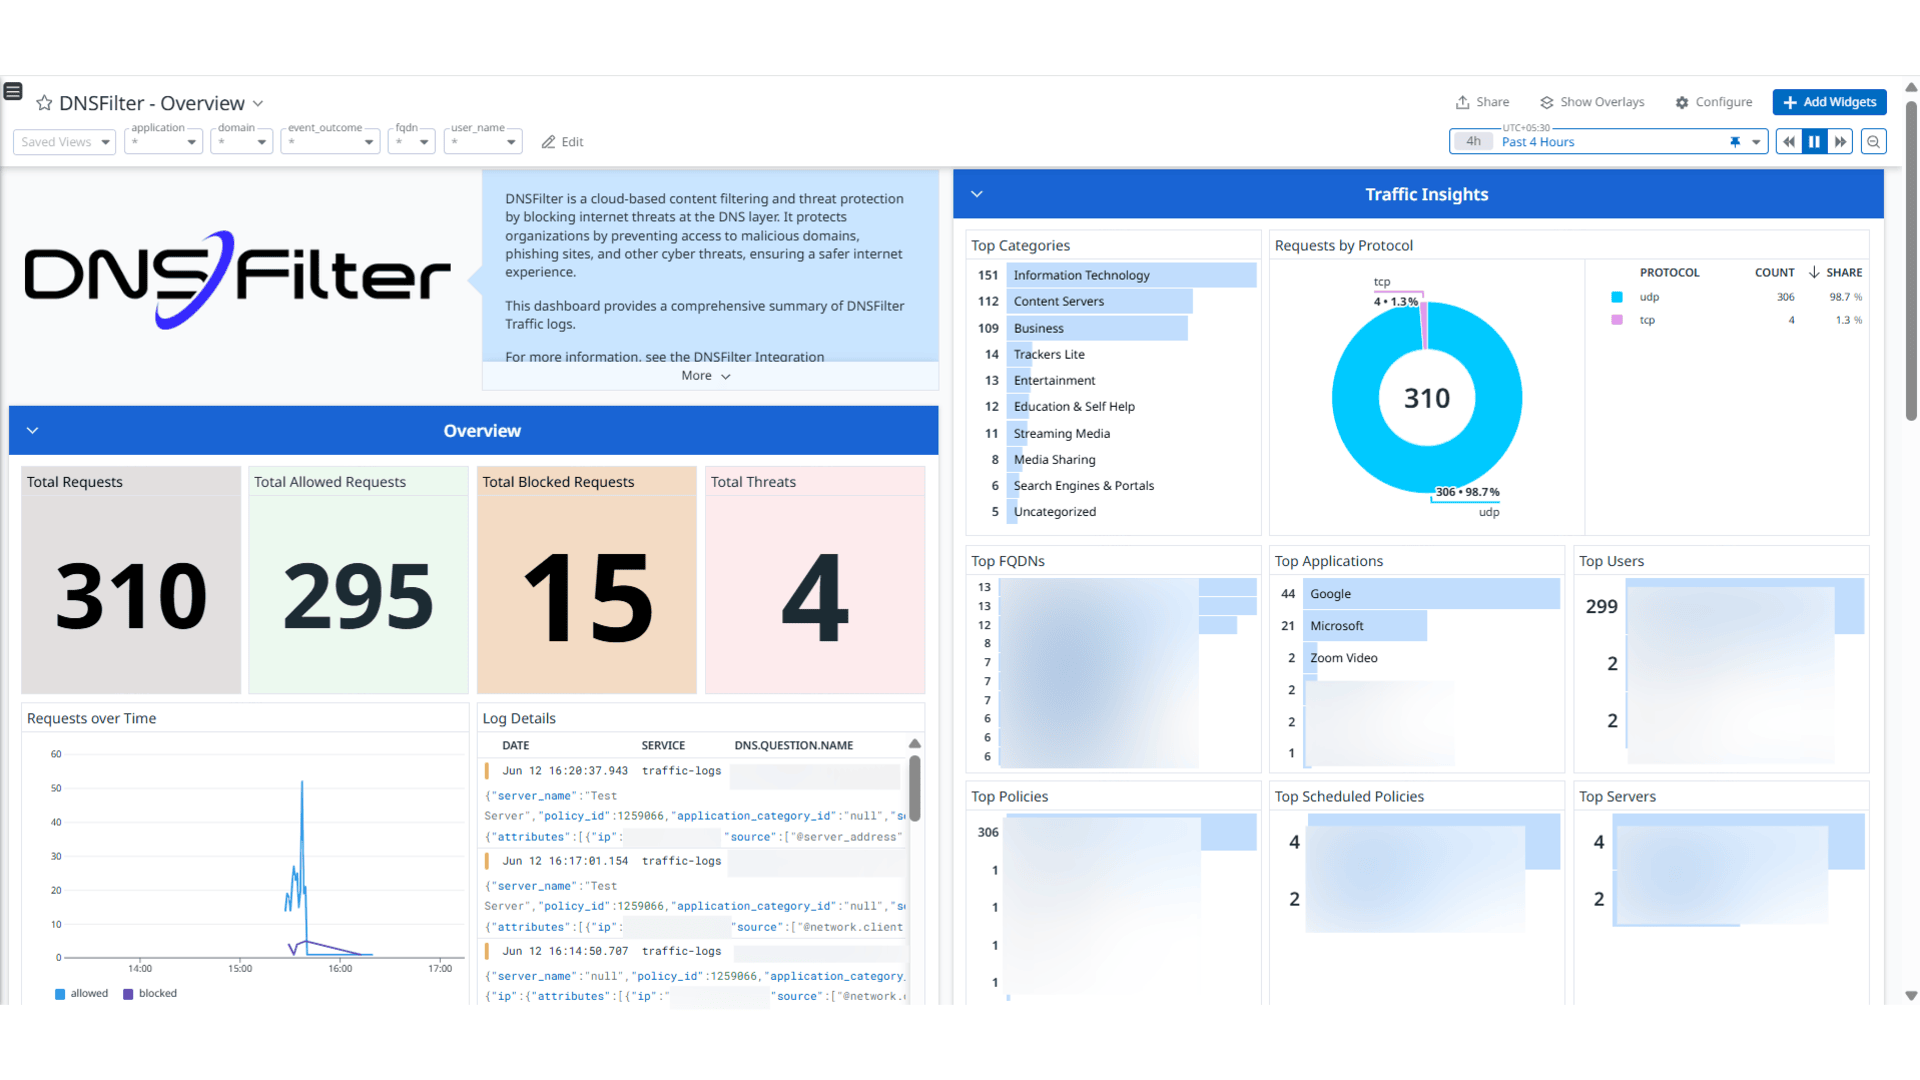 DNSFilter - Overview
Share
Show Overlays
Configure
Add Widgets
Saved Views
application
*
domain
*
event_outcome
*
fqdn
*
user_name
*
Edit
UTC+05:30
4h
Past 4 Hours
DNSFilter
DNSFilter is a cloud-based content filtering and threat protection
by blocking internet threats at the DNS layer. It protects
organizations by preventing access to malicious domains,
phishing sites, and other cyber threats, ensuring a safer internet
experience.
This dashboard provides a comprehensive summary of DNSFilter
Traffic logs.
For more information, see the DNSFilter Integration
More
Overview
Total Requests
310
Total Allowed Requests
295
Total Blocked Requests
15
Total Threats
4
Requests over Time
60
50
40
30
20
10
0
14:00
15:00
16:00
17:00
allowed
blocked
Log Details
DATE SERVICE DNS.QUESTION.NAME
Jun 12 16:20:37.943 traffic-logs
{"server_name":"Test
Server","policy_id":1259066,"application_category_id":"null","se
{"attributes":[{"ip": "source":["@server_address"
Jun 12 16:17:01.154 traffic-logs
{"server_name":"Test
Server","policy_id":1259066,"application_category_id":"null","se
{"attributes":[{"ip": "source":["@network.client
Jun 12 16:14:50.707 traffic-logs
{"server_name":"null","policy_id":1259066,"application_category_
{"ip":{"attributes":[{"ip":" "source":["@network.c
Traffic Insights
Top Categories
151 Information Technology
112 Content Servers
109 Business
14 Trackers Lite
13 Entertainment
12 Education & Self Help
11 Streaming Media
8 Media Sharing
6 Search Engines & Portals
5 Uncategorized
Requests by Protocol
tcp
4 • 1.3%
310
306 • 98.7%
udp
PROTOCOL COUNT SHARE
udp 306 98.7 %
tcp 4 1.3 %
Top FQDNs
13
13
12
8
7
7
7
6
6
6
Top Applications
44 Google
21 Microsoft
2 Zoom Video
2
2
1
Top Users
299
2
2
Top Policies
306
1
1
1
1
Top Scheduled Policies
4
2
Top Servers
4
2